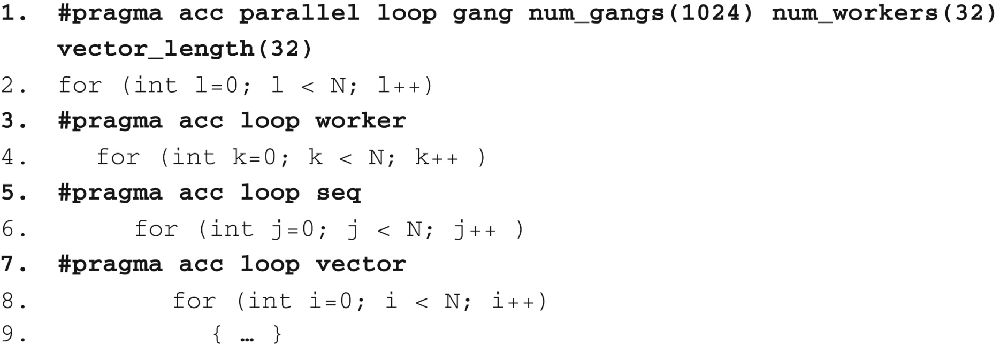 1. #pragma acc parallel loop gang num_gangs(1024) num_workers(32)
vector_length(32)
2. for (int l=0; l < N; l++)
3. #pragma acc loop worker
4. for (int k=0; k < N; k++ )
5. #pragma acc loop seq
6. for (int j=0; j < N; j++ )
7. #pragma acc loop vector
8. for (int i=0; i < N; i++)
9. { … }